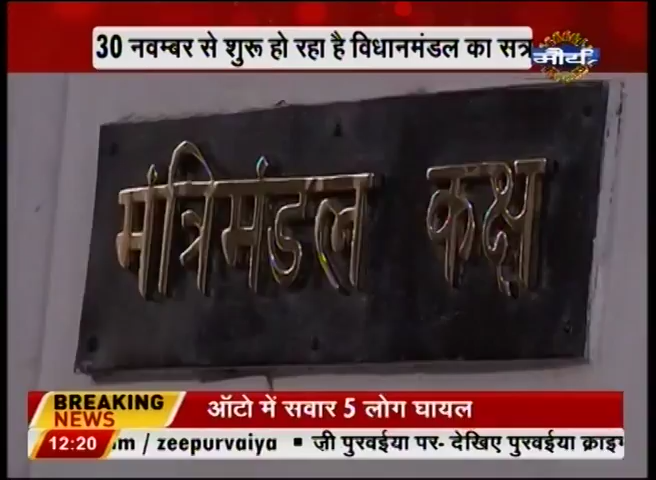 30 नवम्बर से शुरू हो रहा है विधानमंडल का सत्र
मौर्य
मंत्रिमंडल कक्ष
BREAKING NEWS
ऑटो में सवार 5 लोग घायल
12:20
m / zeepurvaiya ▪ ज़ी पुरवईया पर- देखिए पुरवईया क्राइम